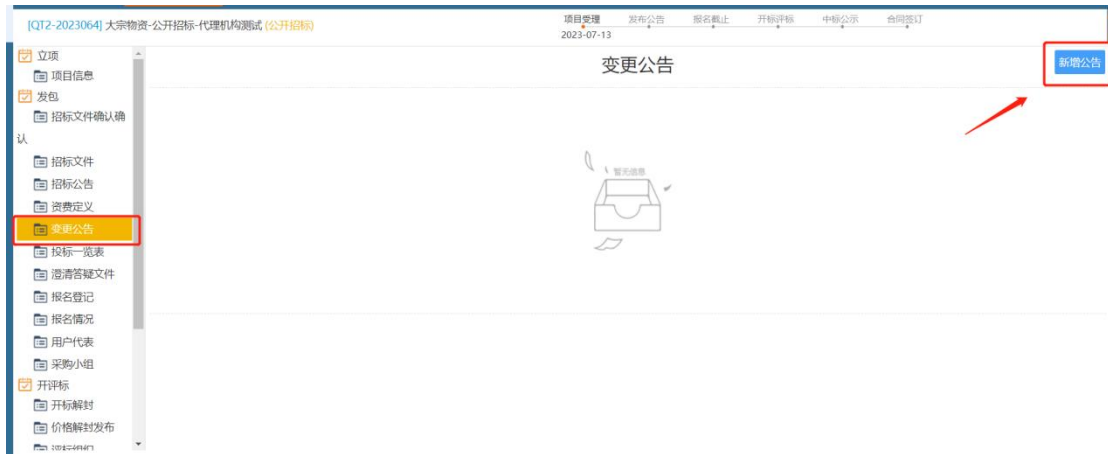 [QT2-2023064] 大宗物资-公开招标-代理机构测试 (公开招标)
项目受理 发布公告 报名截止 开标评标 中标公示 合同签订
2023-07-13
立项
项目信息
发包
招标文件确认确
认
招标文件
招标公告
资费定义
变更公告
投标一览表
澄清答疑文件
报名登记
报名情况
用户代表
采购小组
开评标
开标解封
价格解封发布
评标组织
变更公告
新增公告
暂无信息